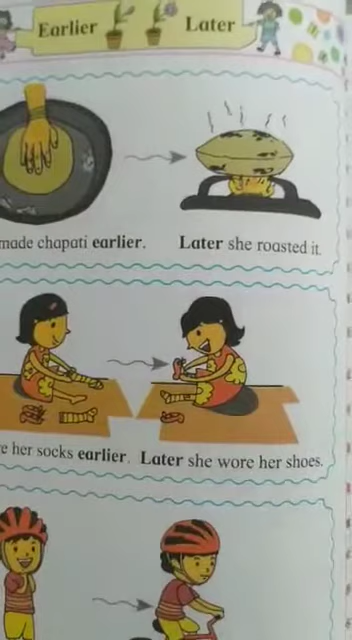 Earlier Later
made chapati earlier. Later she roasted it.
her socks earlier. Later she wore her shoes.